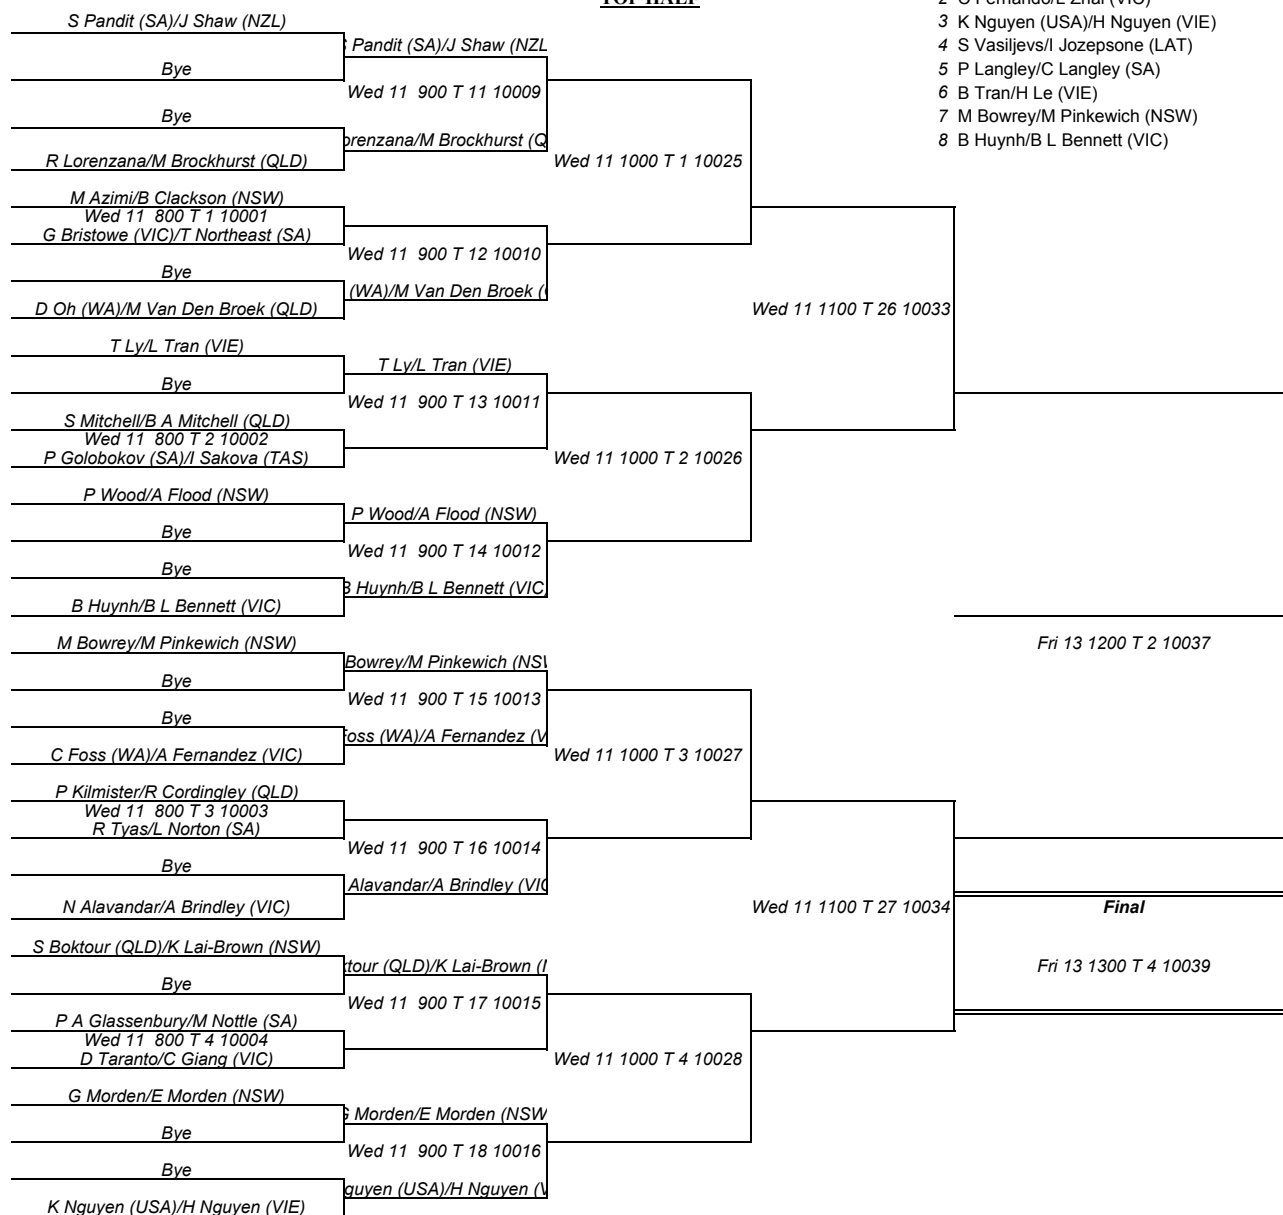 TOP HALF
2 C Fernando/L Zhai (VIC)
3 K Nguyen (USA)/H Nguyen (VIE)
4 S Vasiljevs/I Jozepsone (LAT)
5 P Langley/C Langley (SA)
6 B Tran/H Le (VIE)
7 M Bowrey/M Pinkewich (NSW)
8 B Huynh/B L Bennett (VIC)
S Pandit (SA)/J Shaw (NZL)
Bye
Bye
R Lorenzana/M Brockhurst (QLD)
M Azimi/B Clackson (NSW)
Wed 11 800 T 1 10001
G Bristowe (VIC)/T Northeast (SA)
Bye
D Oh (WA)/M Van Den Broek (QLD)
T Ly/L Tran (VIE)
Bye
S Mitchell/B A Mitchell (QLD)
Wed 11 800 T 2 10002
P Golobokov (SA)/I Sakova (TAS)
P Wood/A Flood (NSW)
Bye
Bye
B Huynh/B L Bennett (VIC)
M Bowrey/M Pinkewich (NSW)
Bye
Bye
C Foss (WA)/A Fernandez (VIC)
P Kilmister/R Cordingley (QLD)
Wed 11 800 T 3 10003
R Tyas/L Norton (SA)
Bye
N Alavandar/A Brindley (VIC)
S Boktour (QLD)/K Lai-Brown (NSW)
Bye
P A Glassenbury/M Nottle (SA)
Wed 11 800 T 4 10004
D Taranto/C Giang (VIC)
G Morden/E Morden (NSW)
Bye
Bye
K Nguyen (USA)/H Nguyen (VIE)
Pandit (SA)/J Shaw (NZL
Wed 11 900 T 11 10009
orenzana/M Brockhurst (Q
Wed 11 900 T 12 10010
(WA)/M Van Den Broek (
T Ly/L Tran (VIE)
Wed 11 900 T 13 10011
P Wood/A Flood (NSW)
Wed 11 900 T 14 10012
B Huynh/B L Bennett (VIC
Bowrey/M Pinkewich (NS
Wed 11 900 T 15 10013
Foss (WA)/A Fernandez (V
Wed 11 900 T 16 10014
Alavandar/A Brindley (VIC
ktour (QLD)/K Lai-Brown (
Wed 11 900 T 17 10015
G Morden/E Morden (NSW
Wed 11 900 T 18 10016
guyen (USA)/H Nguyen (V
Wed 11 1000 T 1 10025
Wed 11 1000 T 2 10026
Wed 11 1000 T 3 10027
Wed 11 1000 T 4 10028
Wed 11 1100 T 26 10033
Wed 11 1100 T 27 10034
Fri 13 1200 T 2 10037
Final
Fri 13 1300 T 4 10039